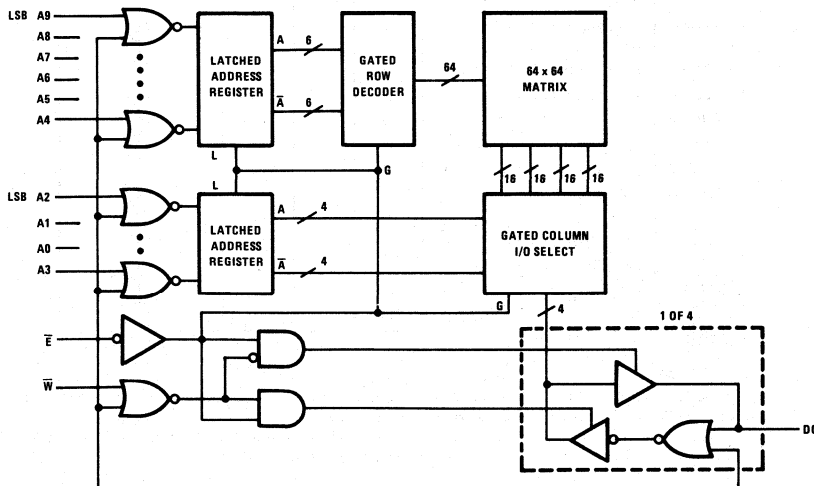 LSB A9
A8
A7
A6
A5
A4
LATCHED
ADDRESS
REGISTER
A 6
A̅ 6
GATED
ROW
DECODER
64
64 x 64
MATRIX
L
G
16 16 16 16
L
LSB A2
A1
A0
A3
LATCHED
ADDRESS
REGISTER
A 4
A̅ 4
GATED COLUMN
I/O SELECT
G
4
1 OF 4
E̅
W̅